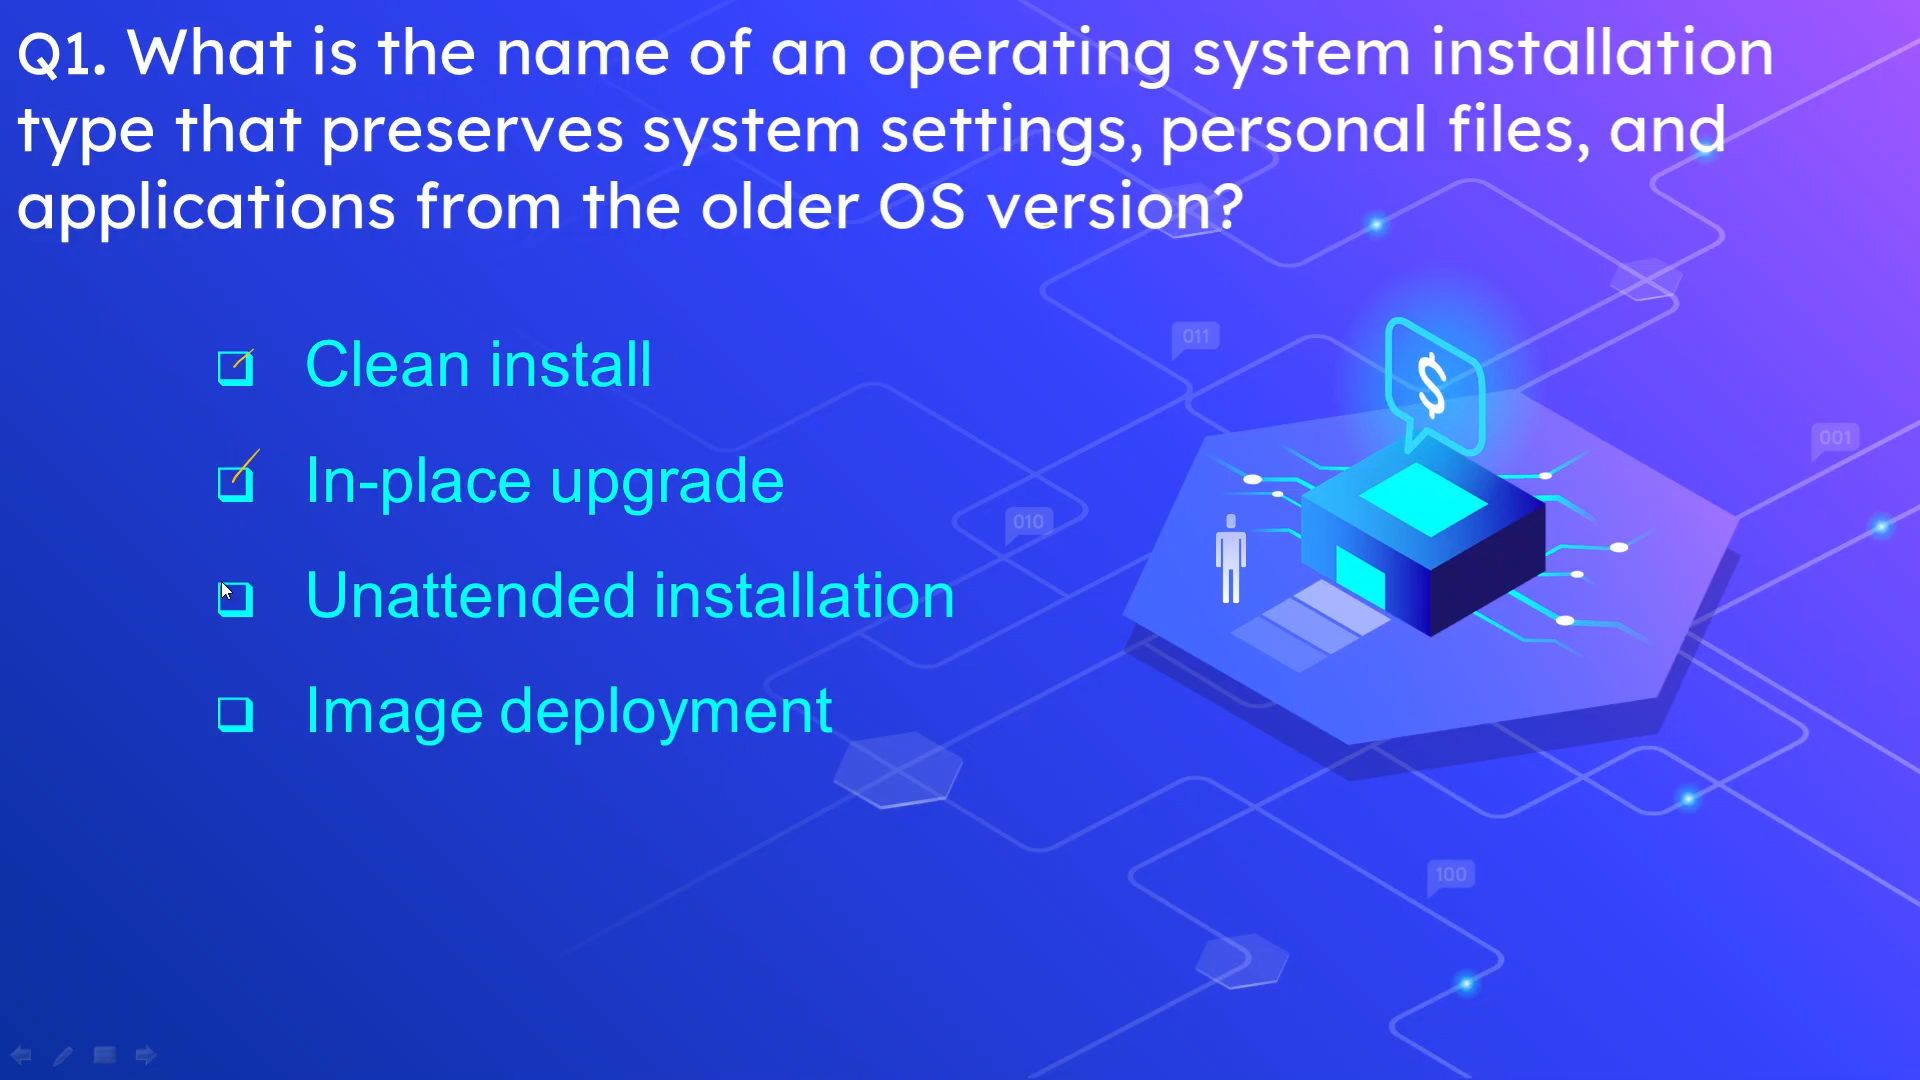 Q1. What is the name of an operating system installation
type that preserves system settings, personal files, and
applications from the older OS version?
Clean install
In-place upgrade
Unattended installation
Image deployment
$
011
001
010
100